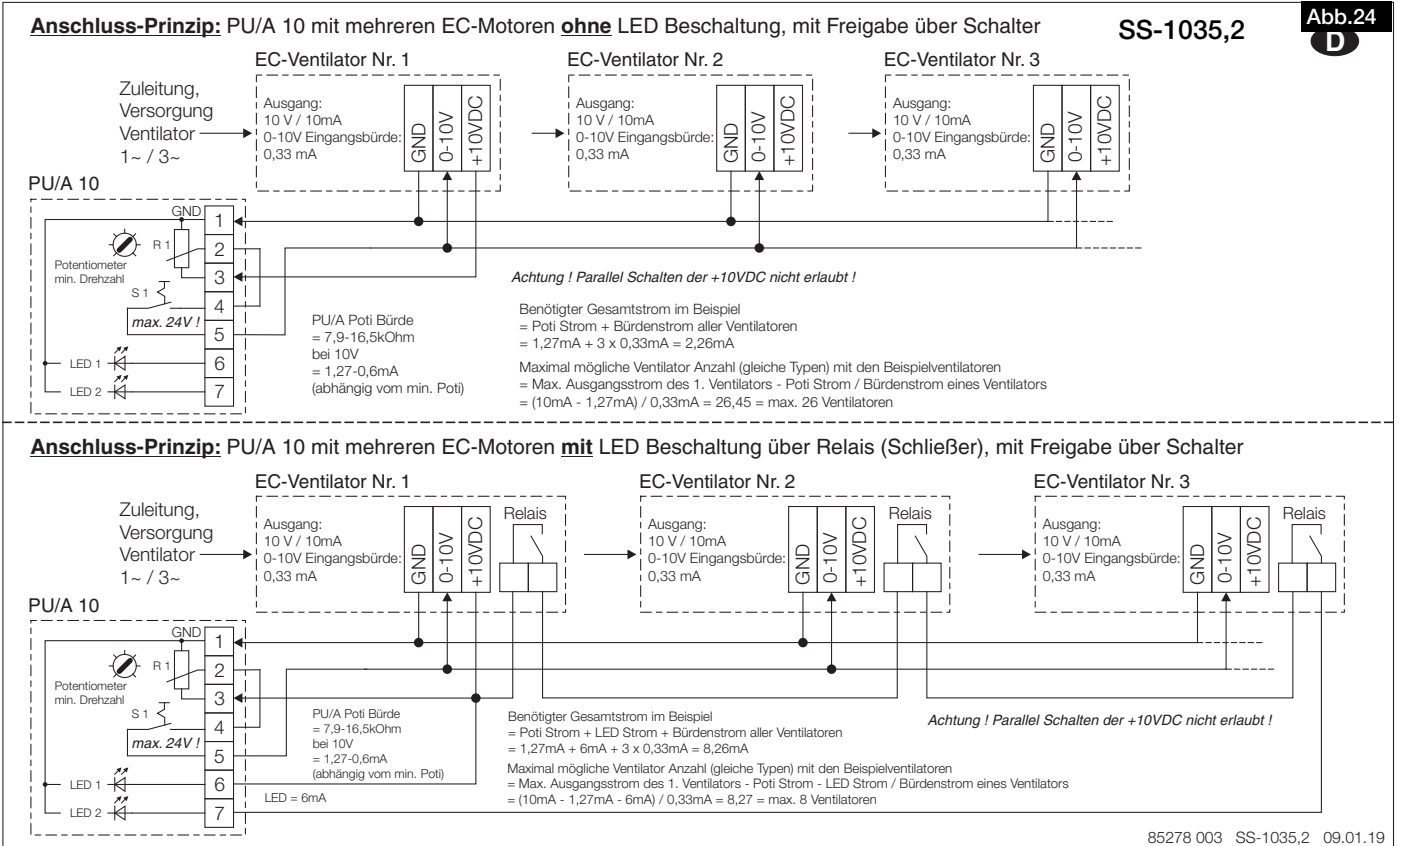 Anschluss-Prinzip: PU/A 10 mit mehreren EC-Motoren ohne LED Beschaltung, mit Freigabe über Schalter
SS-1035,2
Abb.24
D
EC-Ventilator Nr. 1
EC-Ventilator Nr. 2
EC-Ventilator Nr. 3
Zuleitung,
Versorgung
Ventilator
1~ / 3~
Ausgang:
10 V / 10mA
0-10V Eingangsbürde:
0,33 mA
GND
0-10V
+10VDC
Ausgang:
10 V / 10mA
0-10V Eingangsbürde:
0,33 mA
GND
0-10V
+10VDC
Ausgang:
10 V / 10mA
0-10V Eingangsbürde:
0,33 mA
GND
0-10V
+10VDC
PU/A 10
GND
1
2
3
4
5
6
7
R 1
Potentiometer
min. Drehzahl
S 1
max. 24V !
LED 1
LED 2
Achtung ! Parallel Schalten der +10VDC nicht erlaubt !
PU/A Poti Bürde
= 7,9-16,5kOhm
bei 10V
= 1,27-0,6mA
(abhängig vom min. Poti)
Benötigter Gesamtstrom im Beispiel
= Poti Strom + Bürdenstrom aller Ventilatoren
= 1,27mA + 3 x 0,33mA = 2,26mA
Maximal mögliche Ventilator Anzahl (gleiche Typen) mit den Beispielventilatoren
= Max. Ausgangsstrom des 1. Ventilators - Poti Strom / Bürdenstrom eines Ventilators
= (10mA - 1,27mA) / 0,33mA = 26,45 = max. 26 Ventilatoren
Anschluss-Prinzip: PU/A 10 mit mehreren EC-Motoren mit LED Beschaltung über Relais (Schließer), mit Freigabe über Schalter
EC-Ventilator Nr. 1
EC-Ventilator Nr. 2
EC-Ventilator Nr. 3
Zuleitung,
Versorgung
Ventilator
1~ / 3~
Ausgang:
10 V / 10mA
0-10V Eingangsbürde:
0,33 mA
GND
0-10V
+10VDC
Relais
Ausgang:
10 V / 10mA
0-10V Eingangsbürde:
0,33 mA
GND
0-10V
+10VDC
Relais
Ausgang:
10 V / 10mA
0-10V Eingangsbürde:
0,33 mA
GND
0-10V
+10VDC
Relais
PU/A 10
GND
1
2
3
4
5
6
7
R 1
Potentiometer
min. Drehzahl
S 1
max. 24V !
LED 1
LED 2
PU/A Poti Bürde
= 7,9-16,5kOhm
bei 10V
= 1,27-0,6mA
(abhängig vom min. Poti)
LED = 6mA
Benötigter Gesamtstrom im Beispiel
= Poti Strom + LED Strom + Bürdenstrom aller Ventilatoren
= 1,27mA + 6mA + 3 x 0,33mA = 8,26mA
Achtung ! Parallel Schalten der +10VDC nicht erlaubt !
Maximal mögliche Ventilator Anzahl (gleiche Typen) mit den Beispielventilatoren
= Max. Ausgangsstrom des 1. Ventilators - Poti Strom - LED Strom / Bürdenstrom eines Ventilators
= (10mA - 1,27mA - 6mA) / 0,33mA = 8,27 = max. 8 Ventilatoren
85278 003 SS-1035,2 09.01.19